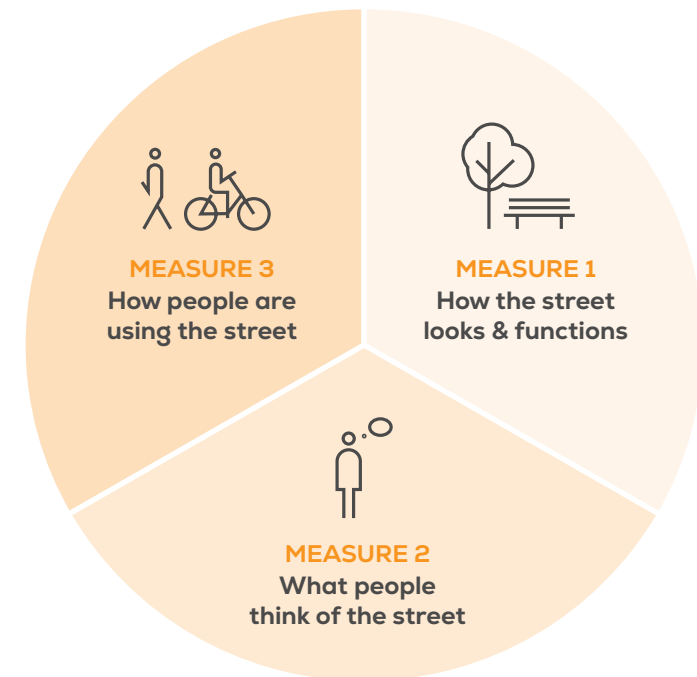 MEASURE 3
How people are
using the street
MEASURE 1
How the street
looks & functions
MEASURE 2
What people
think of the street